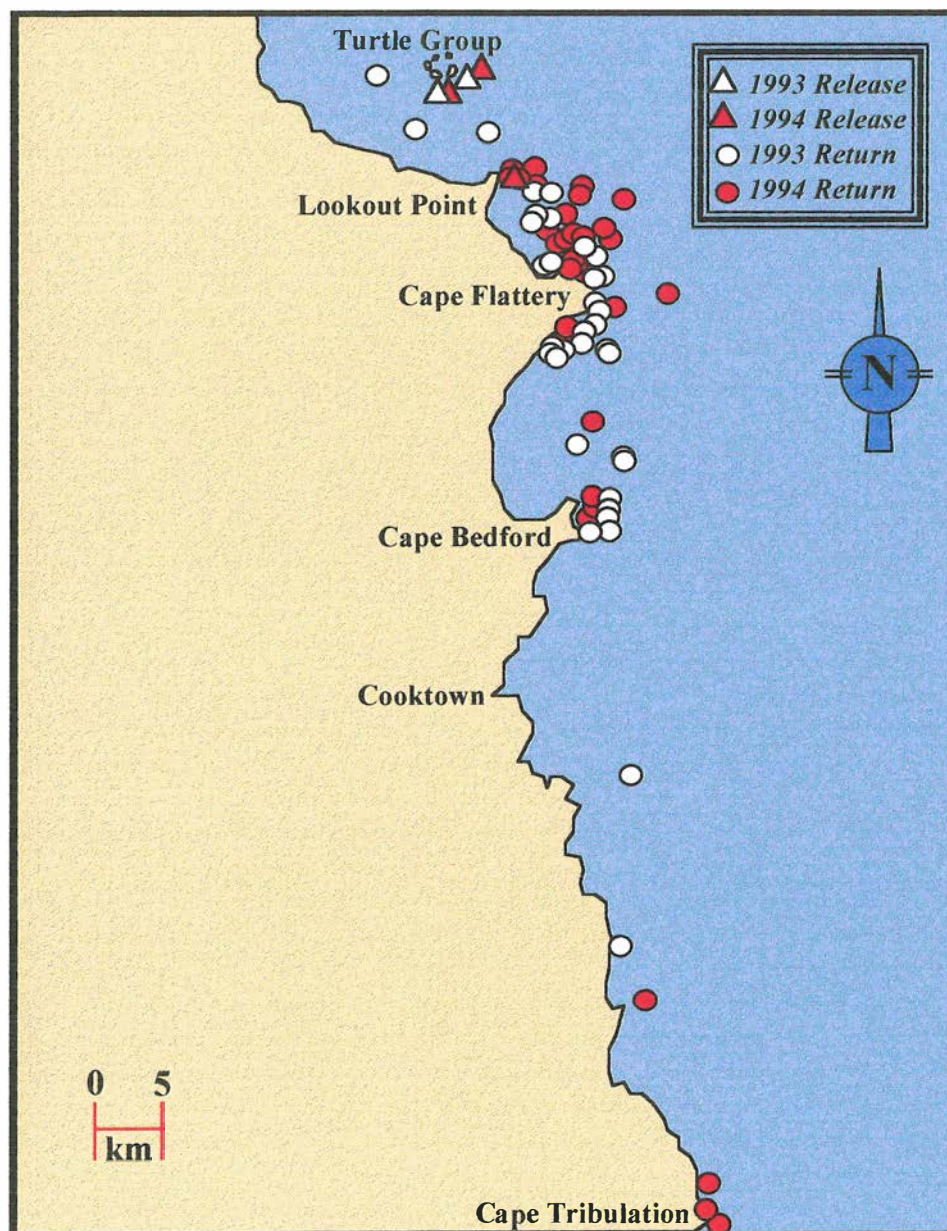 Turtle Group
1993 Release
1994 Release
1993 Return
1994 Return
Lookout Point
Cape Flattery
N
Cape Bedford
Cooktown
0 5
km
Cape Tribulation